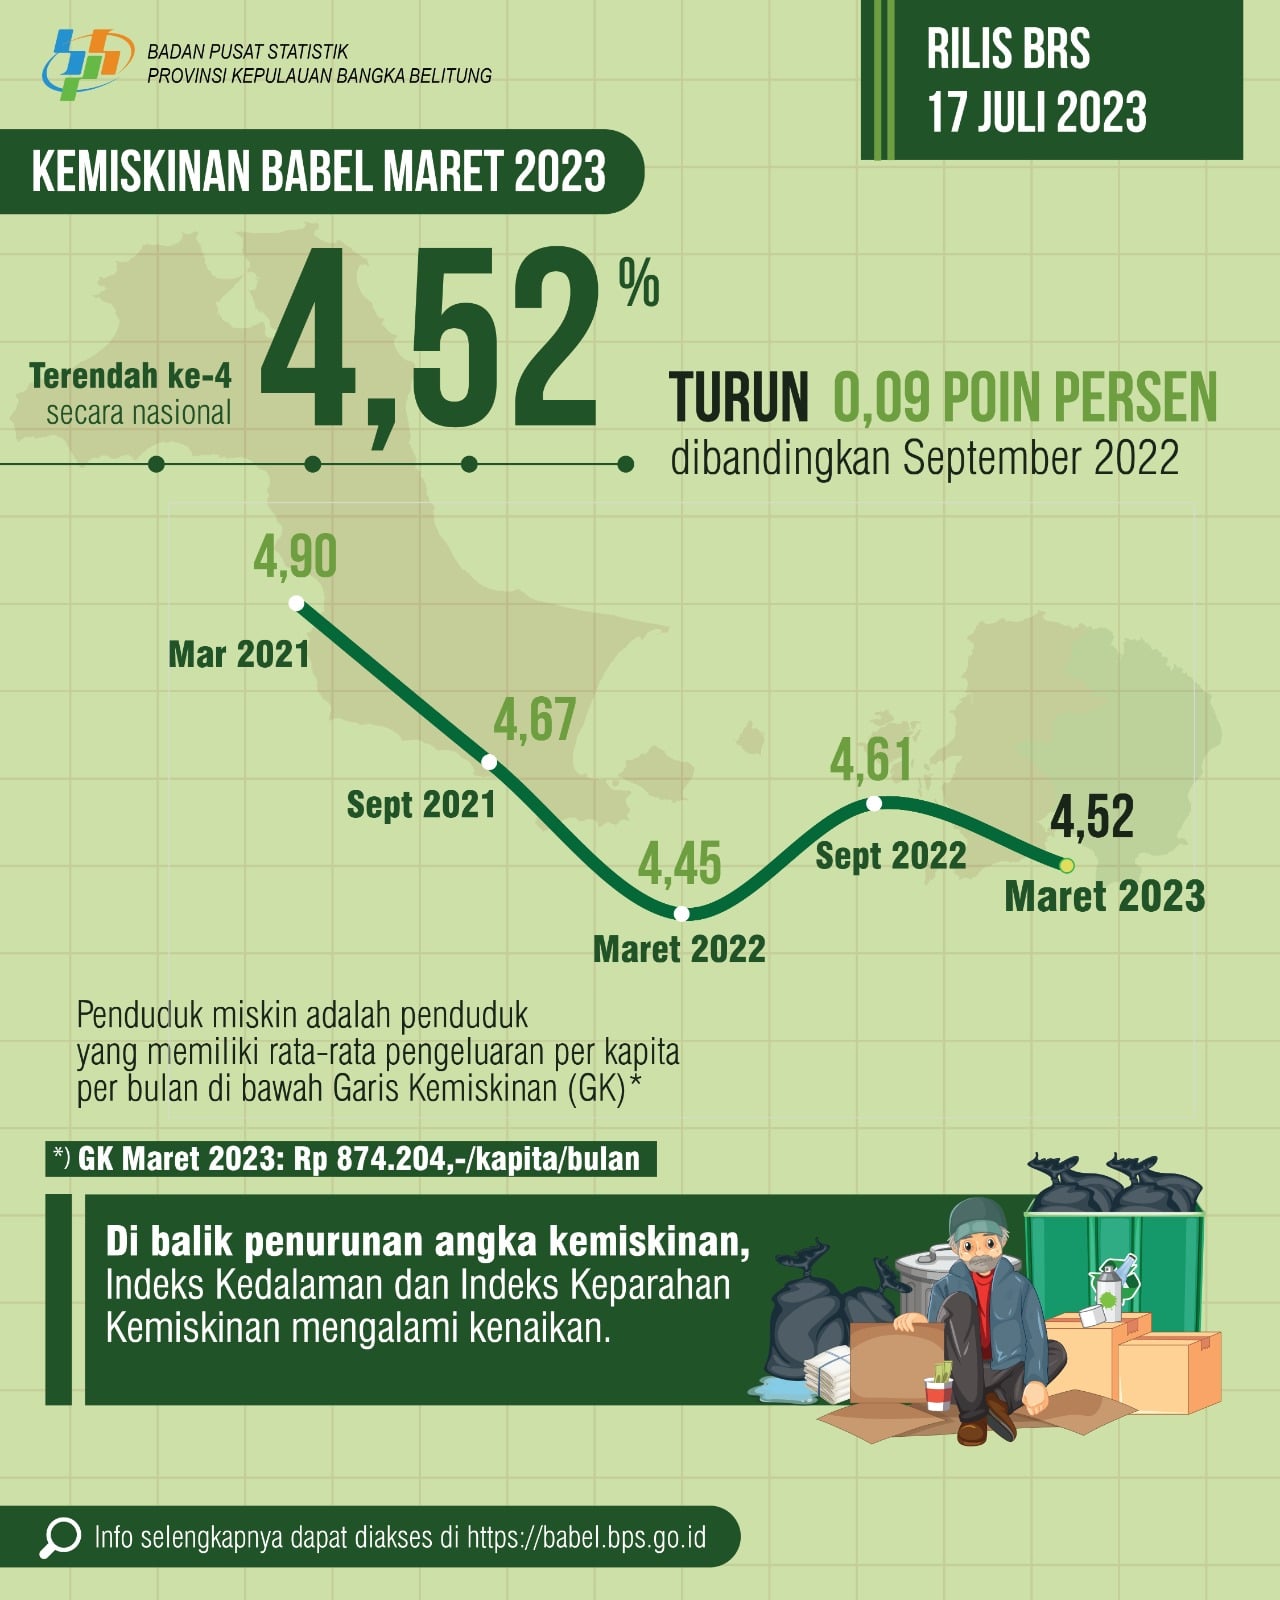 BADAN PUSAT STATISTIK
PROVINSI KEPULAUAN BANGKA BELITUNG
RILIS BRS
17 JULI 2023
KEMISKINAN BABEL MARET 2023
4,52 %
Terendah ke-4
secara nasional
TURUN 0,09 POIN PERSEN
dibandingkan September 2022
4,90
Mar 2021
4,67
Sept 2021
4,45
Maret 2022
4,61
Sept 2022
4,52
Maret 2023
Penduduk miskin adalah penduduk
yang memiliki rata-rata pengeluaran per kapita
per bulan di bawah Garis Kemiskinan (GK)*
*) GK Maret 2023: Rp 874.204,-/kapita/bulan
Di balik penurunan angka kemiskinan,
Indeks Kedalaman dan Indeks Keparahan
Kemiskinan mengalami kenaikan.
Info selengkapnya dapat diakses di https://babel.bps.go.id